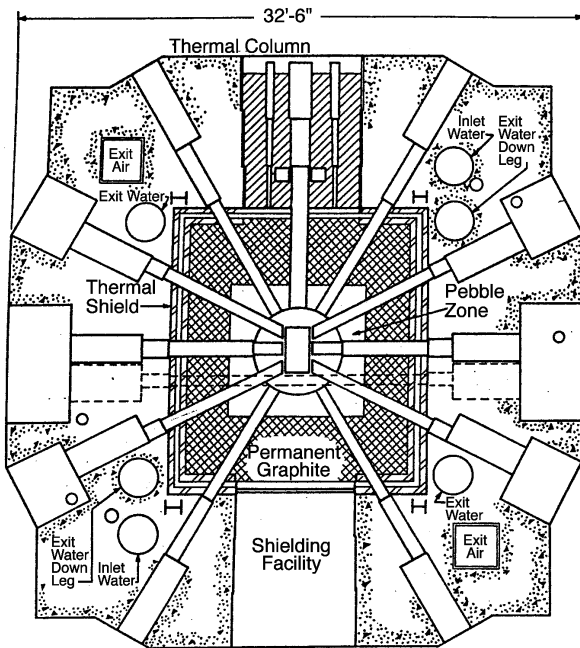 32'-6"
Thermal Column
Inlet
Water
Exit
Water
Down
Leg
Exit
Air
Exit Water
Thermal
Shield
Pebble
Zone
Permanent
Graphite
Exit
Water
Down
Leg
Inlet
Water
Shielding
Facility
Exit
Water
Exit
Air